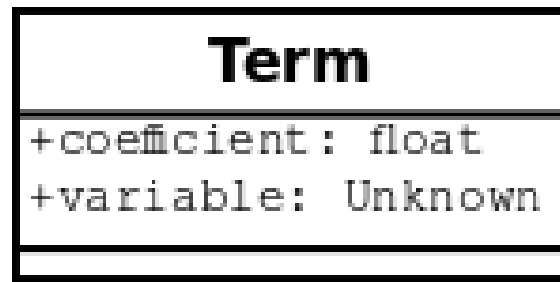 Term
+coefficient: float
+variable: Unknown